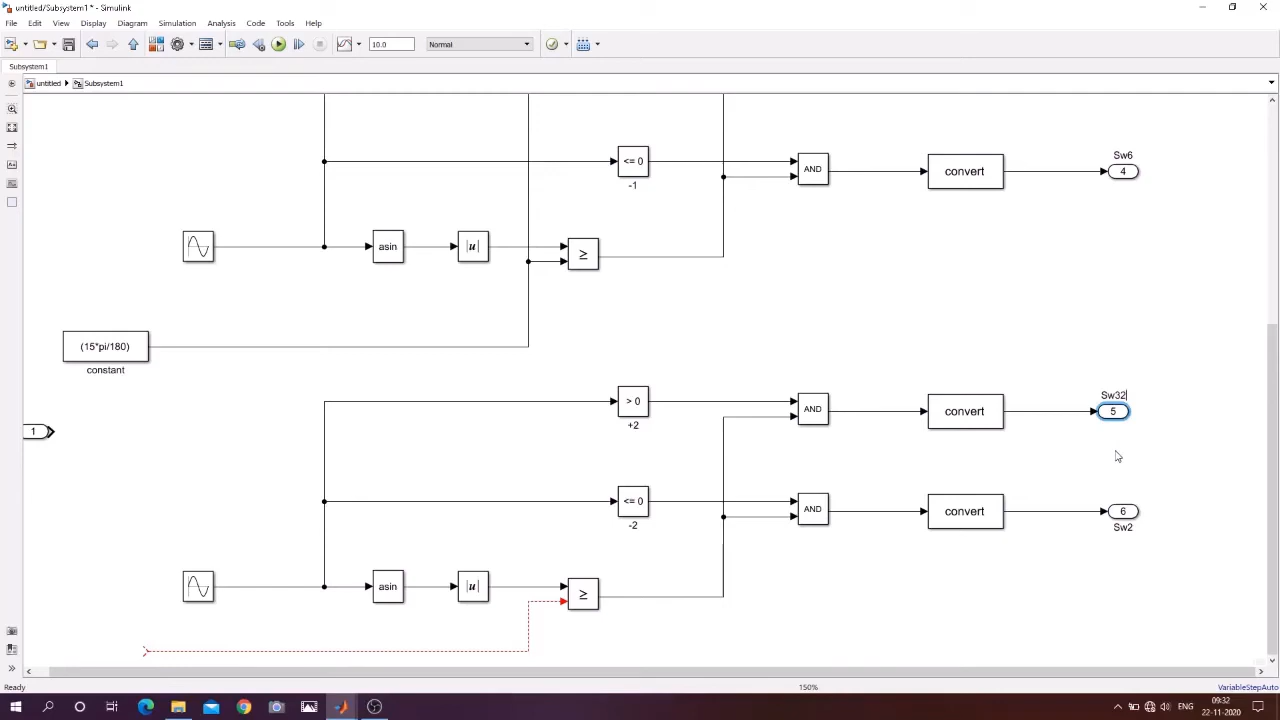 untitled/Subsystem1 * - Simulink
File Edit View Display Diagram Simulation Analysis Code Tools Help
10.0 Normal
Subsystem1
untitled Subsystem1
<= 0
-1
AND
convert
Sw6
4
asin
|u|
≥
(15*pi/180)
constant
1
> 0
+2
AND
convert
Sw32
5
<= 0
-2
AND
convert
6
Sw2
asin
|u|
≥
Ready 150% VariableStepAuto
ENG 09:32
22-11-2020